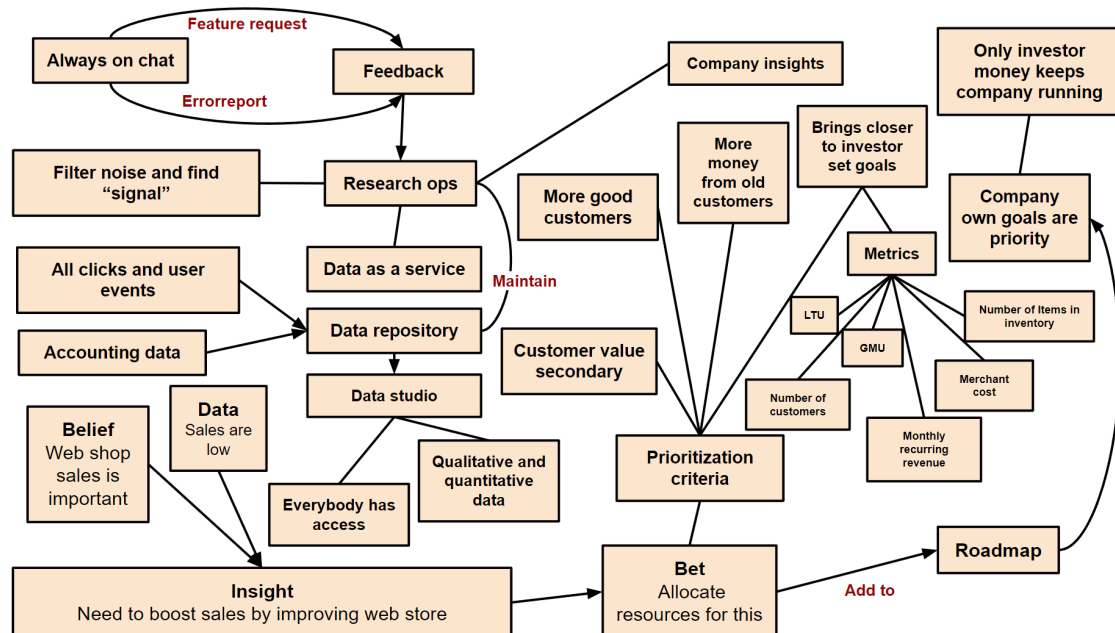 Feature request
Always on chat
Feedback
Errorreport
Company insights
Only investor
money keeps
company running
Brings closer
to investor
set goals
More
money
from old
customers
Filter noise and find
“signal”
Research ops
More good
customers
Company
own goals are
priority
All clicks and user
events
Data as a service
Maintain
Metrics
LTU
Number of Items in
inventory
Data repository
Accounting data
GMU
Customer value
secondary
Merchant
cost
Data studio
Number of
customers
Belief
Web shop
sales is
important
Data
Sales are
low
Monthly
recurring
revenue
Prioritization
criteria
Qualitative and
quantitative
data
Everybody has
access
Roadmap
Bet
Allocate
resources for this
Add to
Insight
Need to boost sales by improving web store